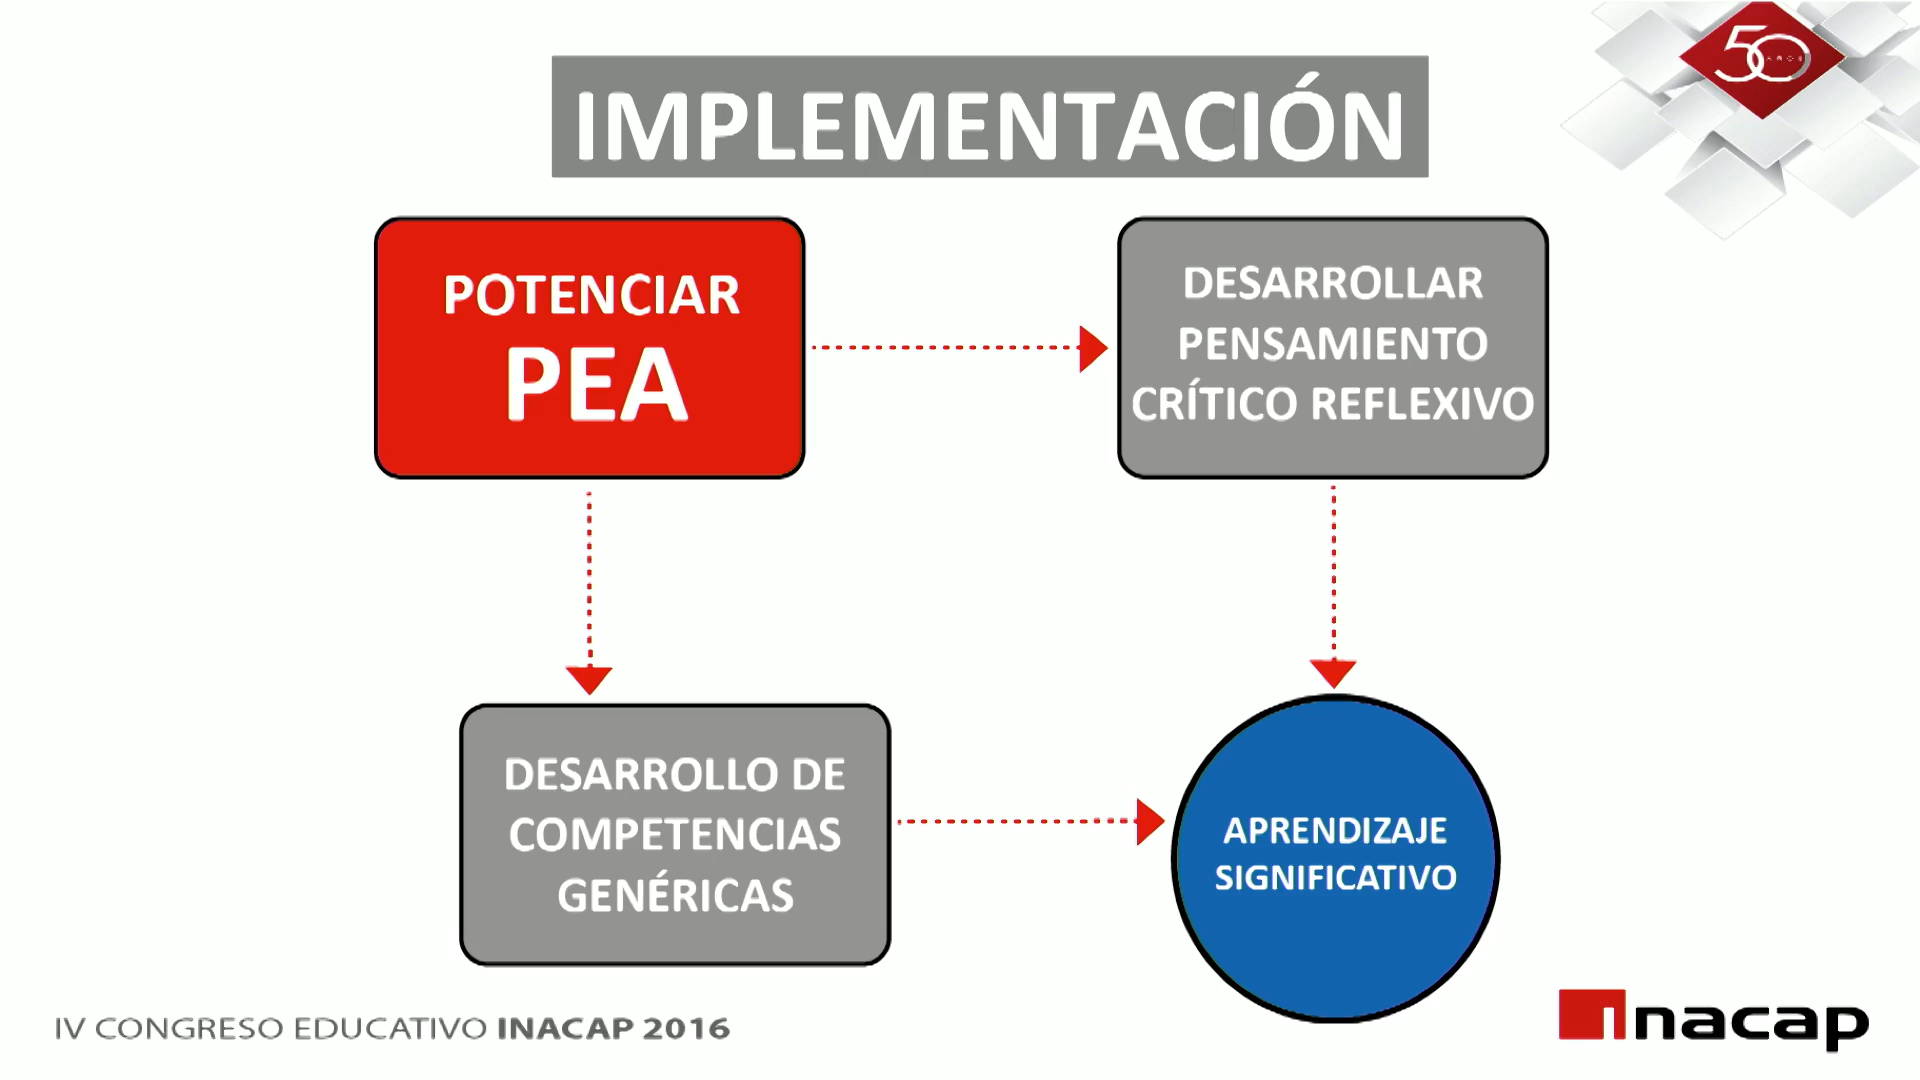 50
AÑOS
IMPLEMENTACIÓN
POTENCIAR
PEA
DESARROLLAR
PENSAMIENTO
CRÍTICO REFLEXIVO
DESARROLLO DE
COMPETENCIAS
GENÉRICAS
APRENDIZAJE
SIGNIFICATIVO
IV CONGRESO EDUCATIVO INACAP 2016
inacap